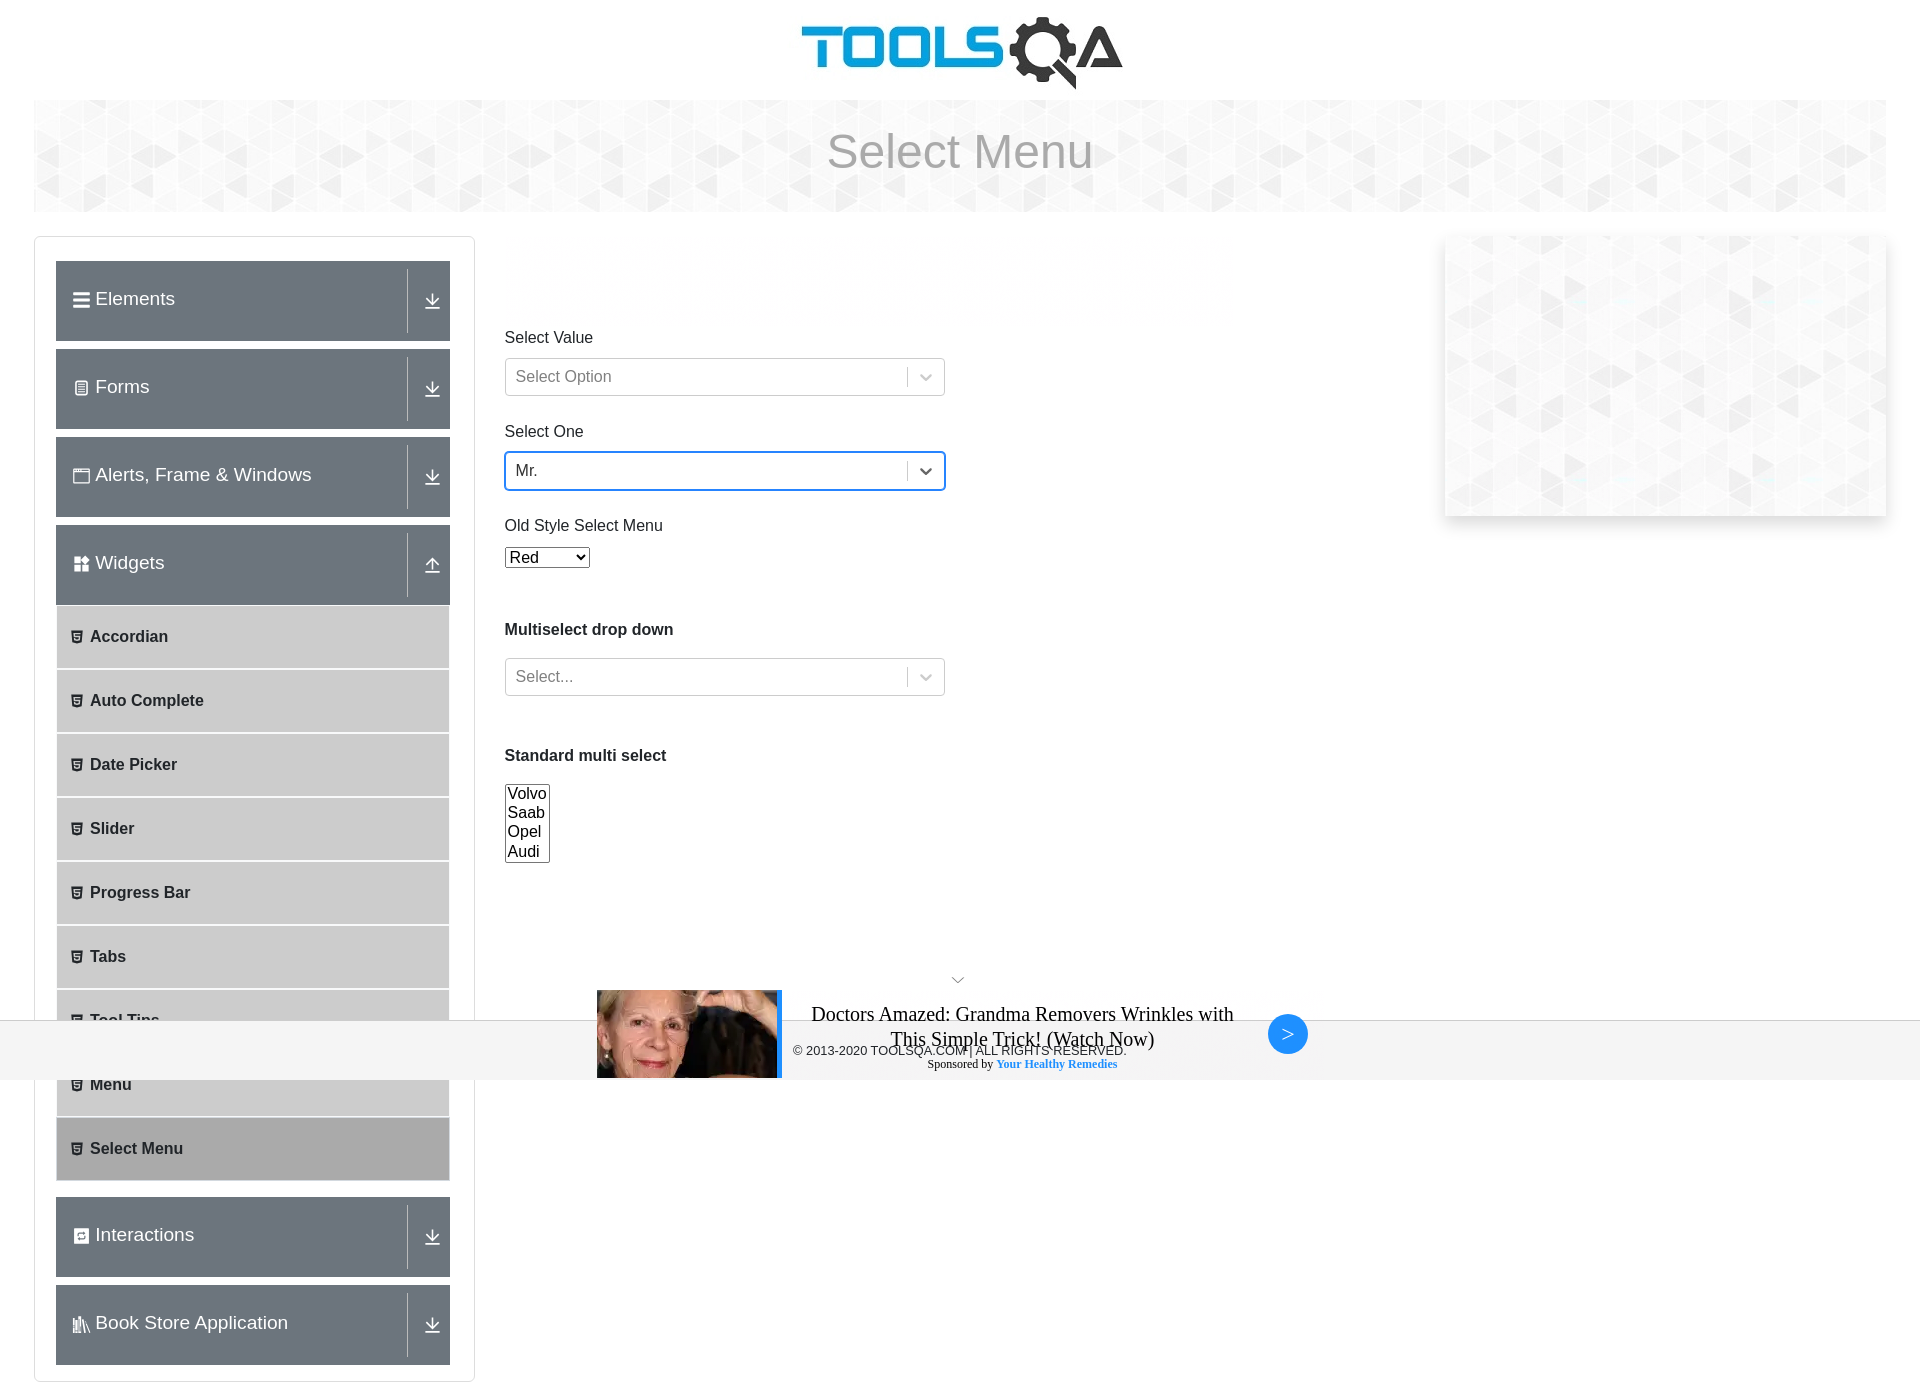 TOOLSQA
Select Menu
Elements
Forms
Alerts, Frame & Windows
Widgets
Accordian
Auto Complete
Date Picker
Slider
Progress Bar
Tabs
Tool Tips
Menu
Select Menu
Interactions
Book Store Application
Select Value
Select Option
Select One
Mr.
Old Style Select Menu
Red
Multiselect drop down
Select...
Standard multi select
Volvo
Saab
Opel
Audi
Doctors Amazed: Grandma Removers Wrinkles with
This Simple Trick! (Watch Now)
© 2013-2020 TOOLSQA.COM | ALL RIGHTS RESERVED.
Sponsored by Your Healthy Remedies
>